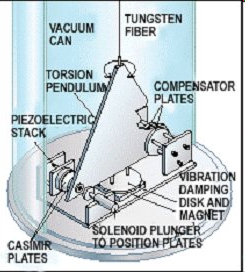 VACUUM
CAN
TUNGSTEN
FIBER
TORSION
PENDULUM
COMPENSATOR
PLATES
PIEZOELECTRIC
STACK
VIBRATION
DAMPING
DISK AND
MAGNET
SOLENOID PLUNGER
TO POSITION PLATES
CASIMIR
PLATES